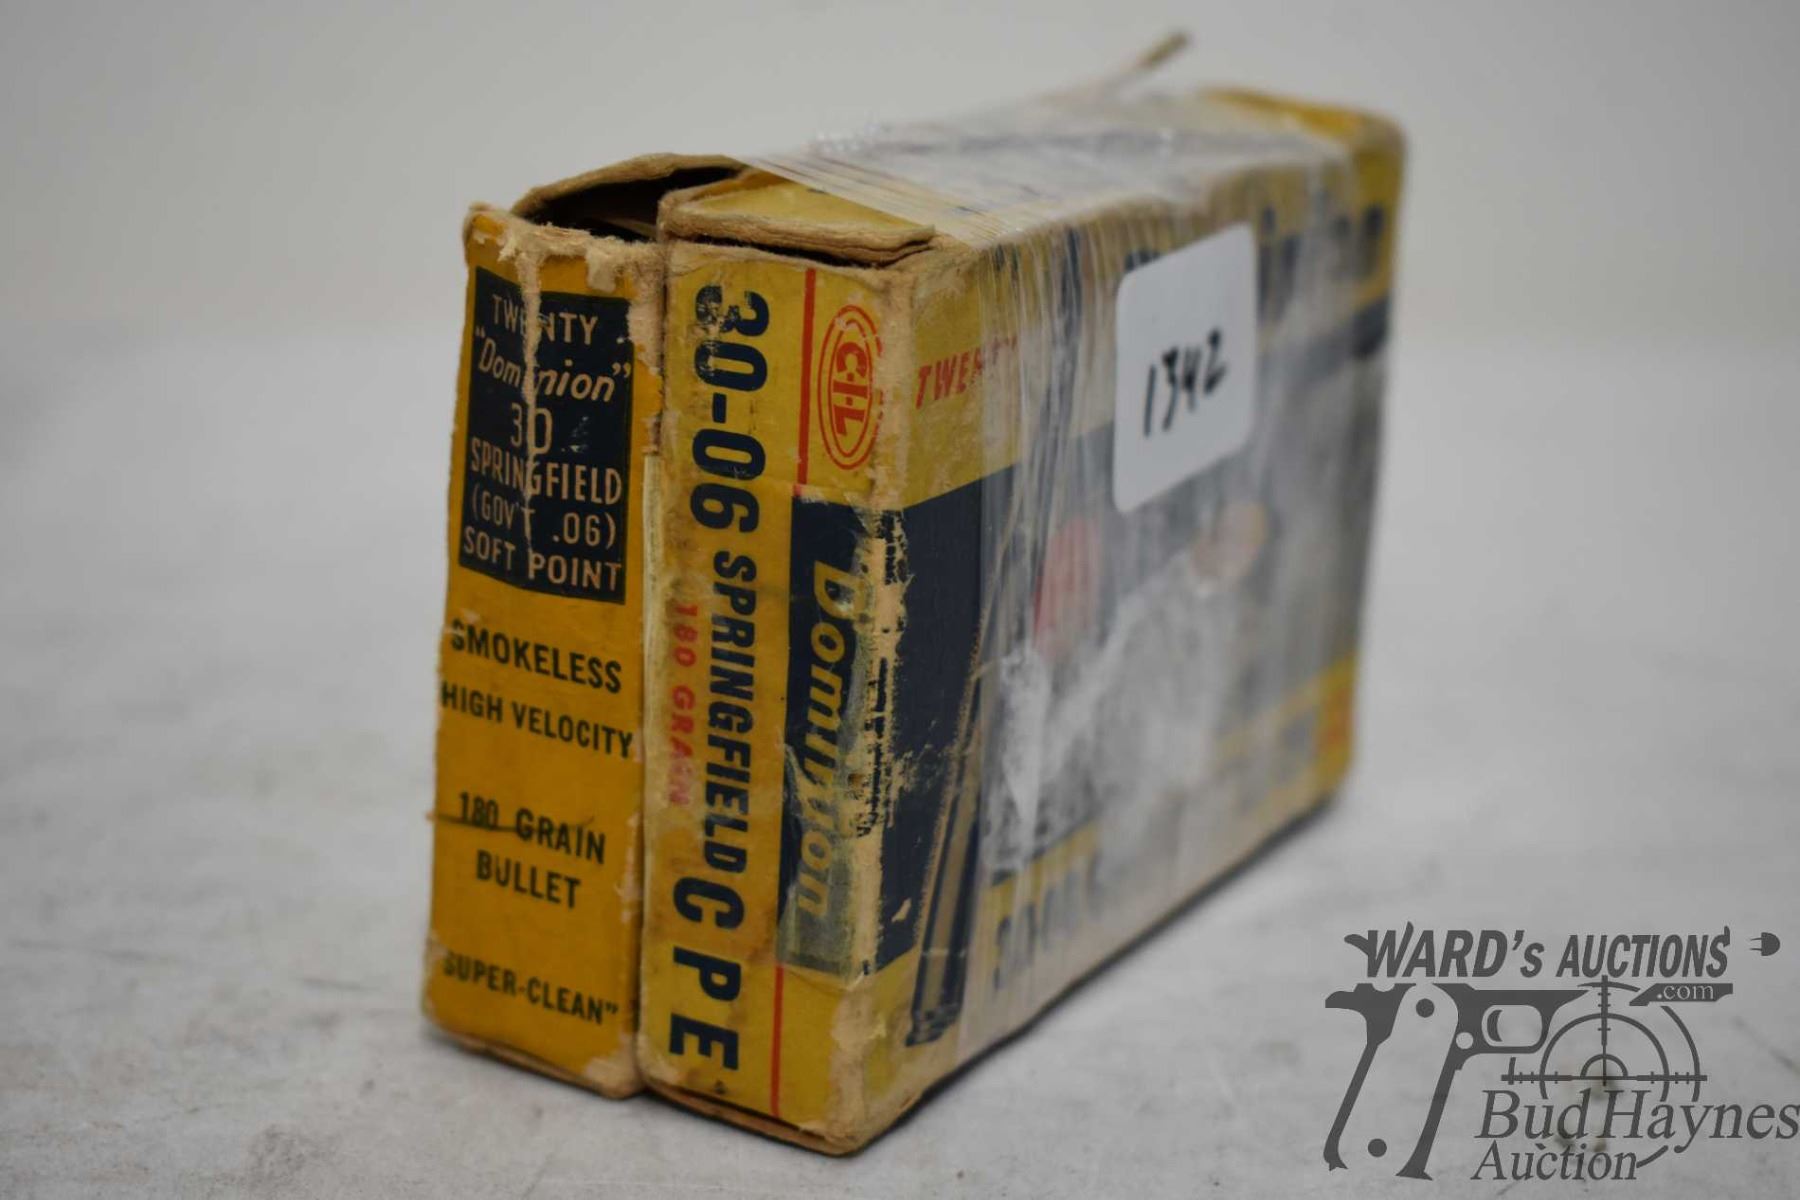 TWENTY
"Dominion"
30
SPRINGFIELD
(GOV'T .06)
SOFT POINT
SMOKELESS
HIGH VELOCITY
180 GRAIN
BULLET
SUPER-CLEAN"
30-06 SPRINGFIELD C P E
180 GRAIN
C-I-L
Dominion
1342
WARD's AUCTIONS
.com
Bud Haynes
Auction